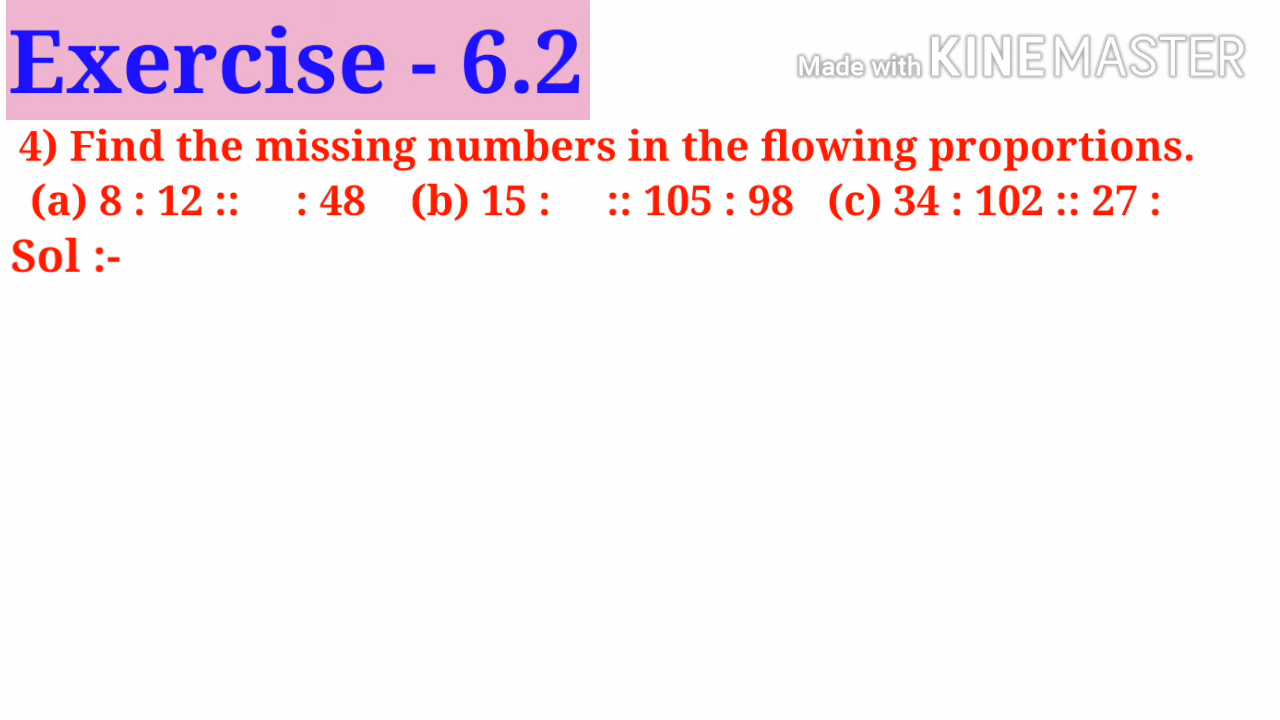 Exercise - 6.2
Made with KINEMASTER
4) Find the missing numbers in the flowing proportions.
(a) 8 : 12 :: : 48 (b) 15 : :: 105 : 98 (c) 34 : 102 :: 27 :
Sol :-